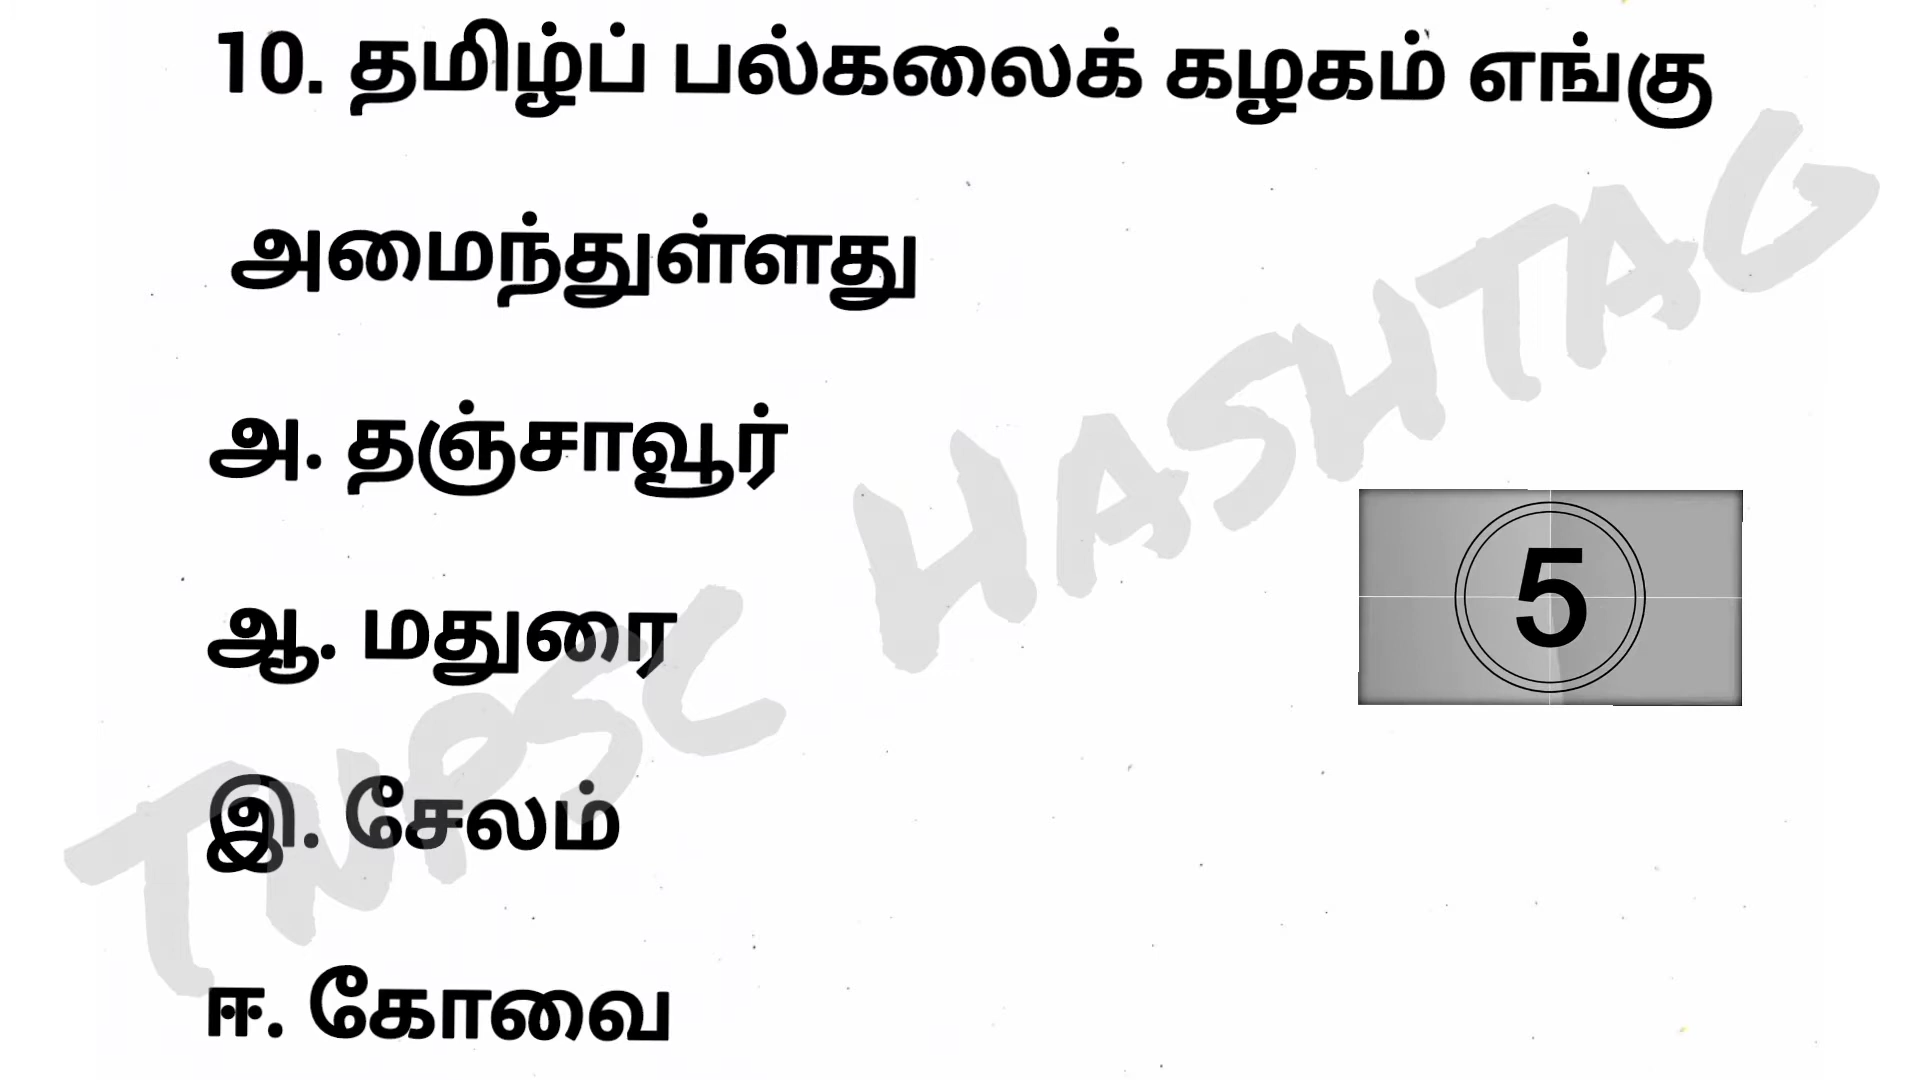 10. தமிழ்ப் பல்கலைக் கழகம் எங்கு
அமைந்துள்ளது
அ. தஞ்சாவூர்
ஆ. மதுரை
இ. சேலம்
ஈ. கோவை
5
TNPSC HASHTAG